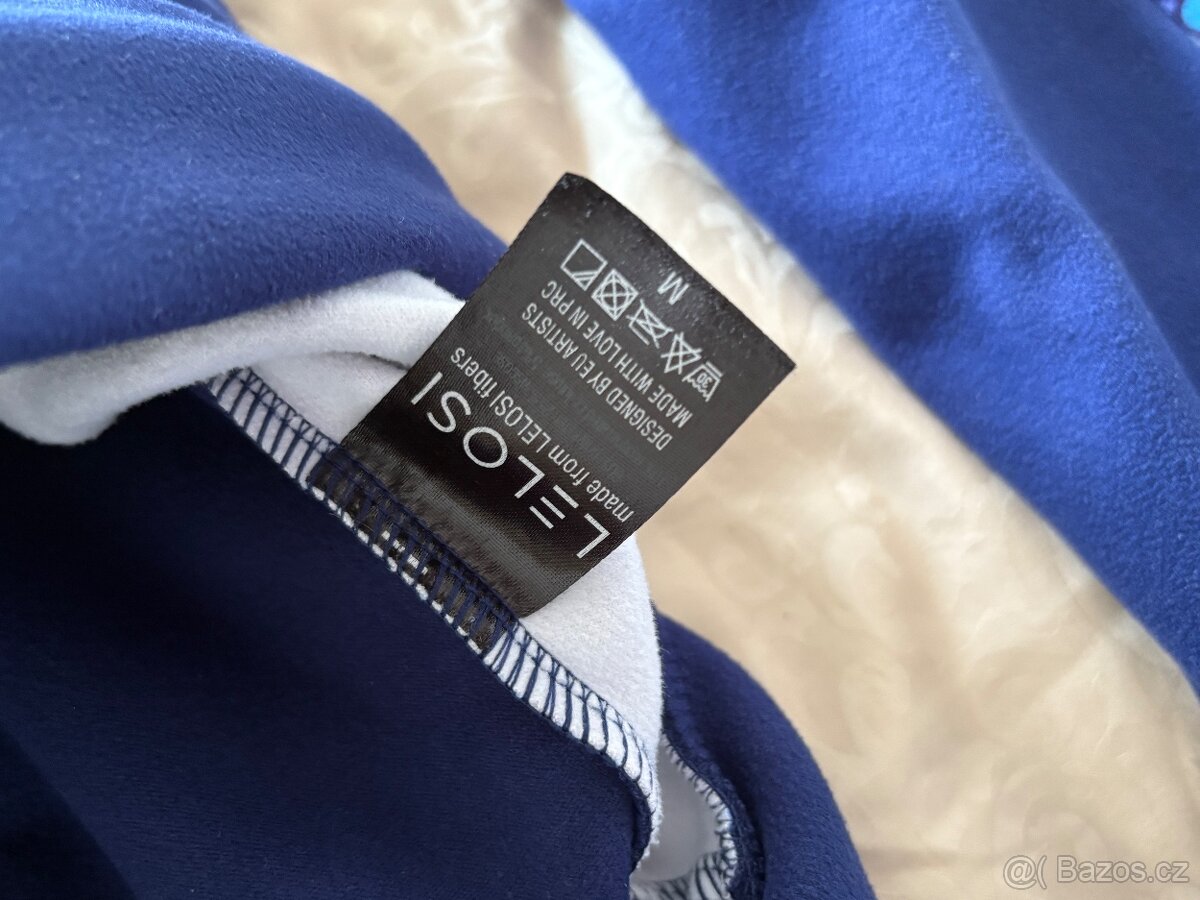 LELOSI
made from LELOSI fibers
DESIGNED BY EU ARTISTS
MADE WITH LOVE IN PRC
30°
M
@( Bazos.cz